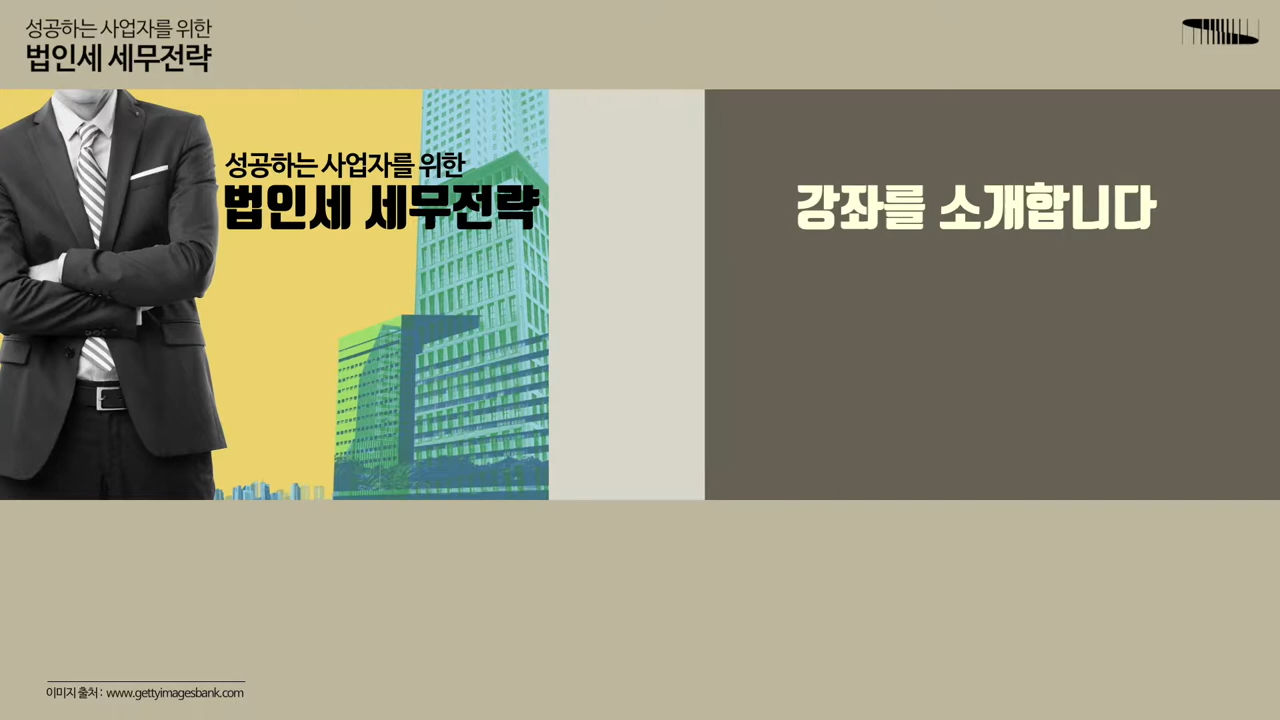 성공하는 사업자를 위한
법인세 세무전략
성공하는 사업자를 위한
법인세 세무전략
강좌를 소개합니다
이미지 출처 : www.gettyimagesbank.com